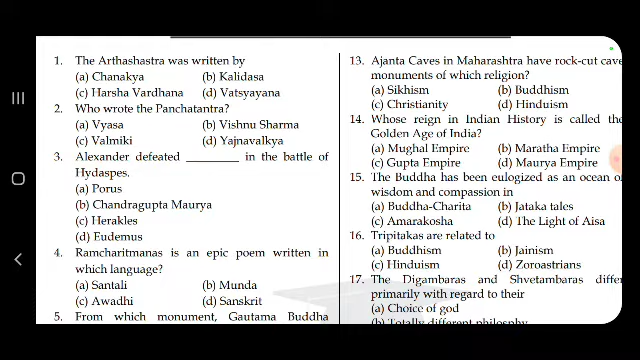 1. The Arthashastra was written by
(a) Chanakya (b) Kalidasa
(c) Harsha Vardhana (d) Vatsyayana
2. Who wrote the Panchatantra?
(a) Vyasa (b) Vishnu Sharma
(c) Valmiki (d) Yajnavalkya
3. Alexander defeated ________ in the battle of
Hydaspes.
(a) Porus
(b) Chandragupta Maurya
(c) Herakles
(d) Eudemus
4. Ramcharitmanas is an epic poem written in
which language?
(a) Santali (b) Munda
(c) Awadhi (d) Sanskrit
5. From which monument, Gautama Buddha
13. Ajanta Caves in Maharashtra have rock-cut cave
monuments of which religion?
(a) Sikhism (b) Buddhism
(c) Christianity (d) Hinduism
14. Whose reign in Indian History is called the
Golden Age of India?
(a) Mughal Empire (b) Maratha Empire
(c) Gupta Empire (d) Maurya Empire
15. The Buddha has been eulogized as an ocean of
wisdom and compassion in
(a) Buddha-Charita (b) Jataka tales
(c) Amarakosha (d) The Light of Aisa
16. Tripitakas are related to
(a) Buddhism (b) Jainism
(c) Hinduism (d) Zoroastrians
17. The Digambaras and Shvetambaras differ
primarily with regard to their
(a) Choice of god
(b) Totally different philosphy